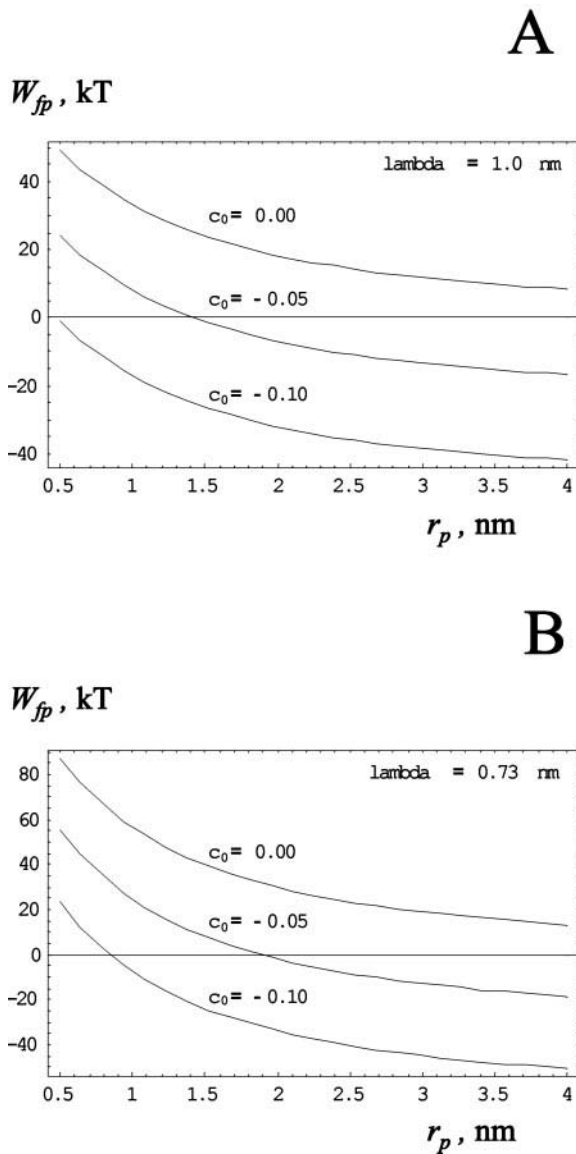 A
W_fp , kT
lambda = 1.0 nm
40
c₀= 0.00
20
c₀= - 0.05
0
-20
c₀= - 0.10
-40
0.5 1 1.5 2 2.5 3 3.5 4
r_p , nm
B
W_fp , kT
80
lambda = 0.73 nm
60
c₀= 0.00
40
20
c₀= -0.05
0
-20
c₀= -0.10
-40
0.5 1 1.5 2 2.5 3 3.5 4
r_p , nm